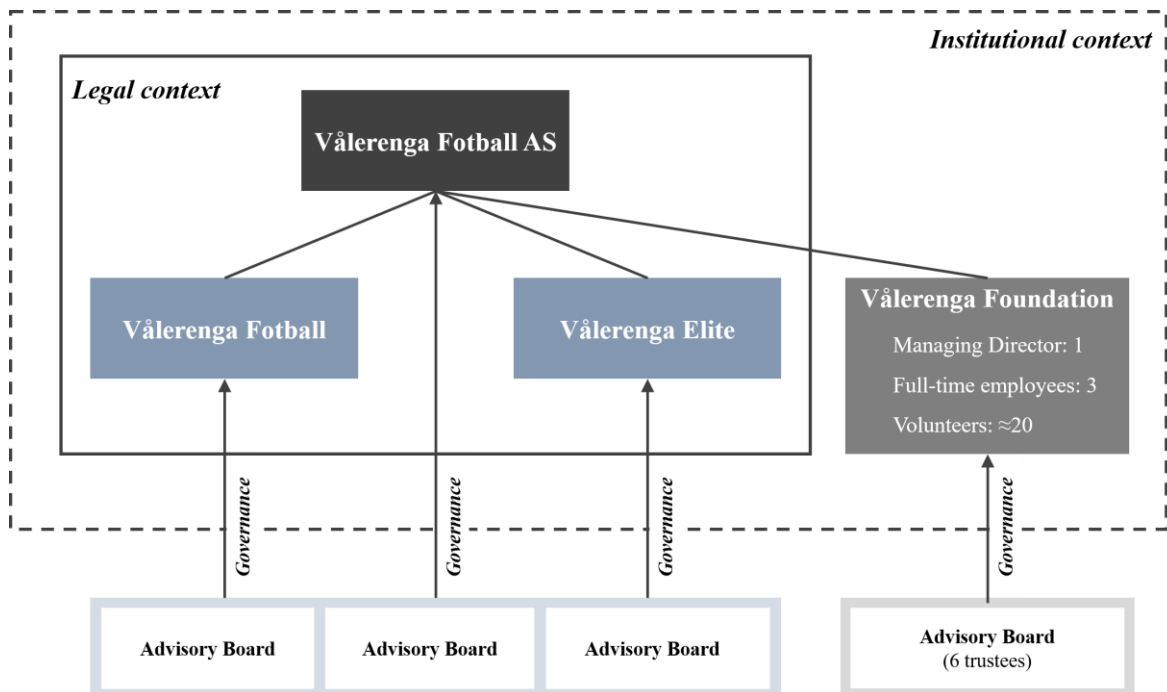 Institutional context
Legal context
Vålerenga Fotball AS
Vålerenga Fotball
Vålerenga Elite
Vålerenga Foundation
Managing Director: 1
Full-time employees: 3
Volunteers: ≈20
Governance
Governance
Governance
Governance
Advisory Board
Advisory Board
Advisory Board
Advisory Board
(6 trustees)